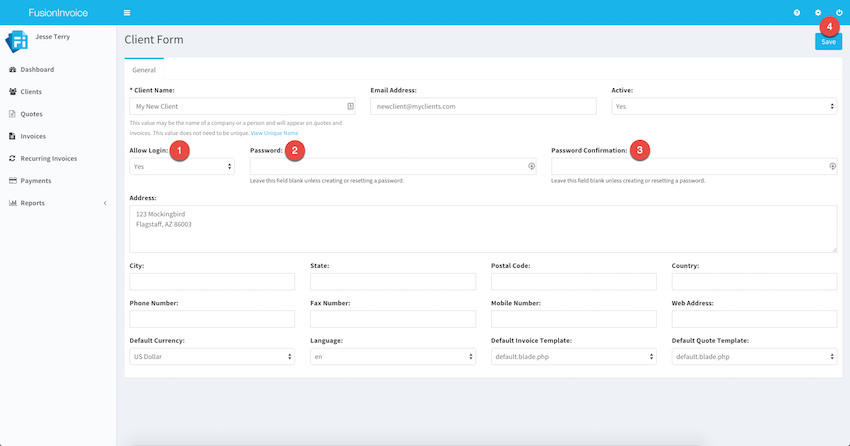 FusionInvoice
Jesse Terry
4
Client Form
Save
Dashboard
Clients
Quotes
Invoices
Recurring Invoices
Payments
Reports
General
* Client Name:
Email Address:
Active:
My New Client
newclient@myclients.com
Yes
This value may be the name of a company or a person and will appear on quotes and
invoices. This value does not need to be unique. View Unique Name
Allow Login: 1
Password: 2
Password Confirmation: 3
Yes
Leave this field blank unless creating or resetting a password.
Leave this field blank unless creating or resetting a password.
Address:
123 Mockingbird
Flagstaff, AZ 86003
City:
State:
Postal Code:
Country:
Phone Number:
Fax Number:
Mobile Number:
Web Address:
Default Currency:
Language:
Default Invoice Template:
Default Quote Template:
US Dollar
en
default.blade.php
default.blade.php